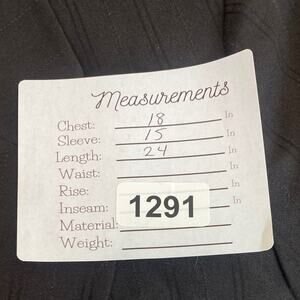 Measurements
Chest: 18 In
Sleeve: 15 In
Length: 24 In
Waist: In
Rise: In
Inseam: In
1291
Material:
Weight: